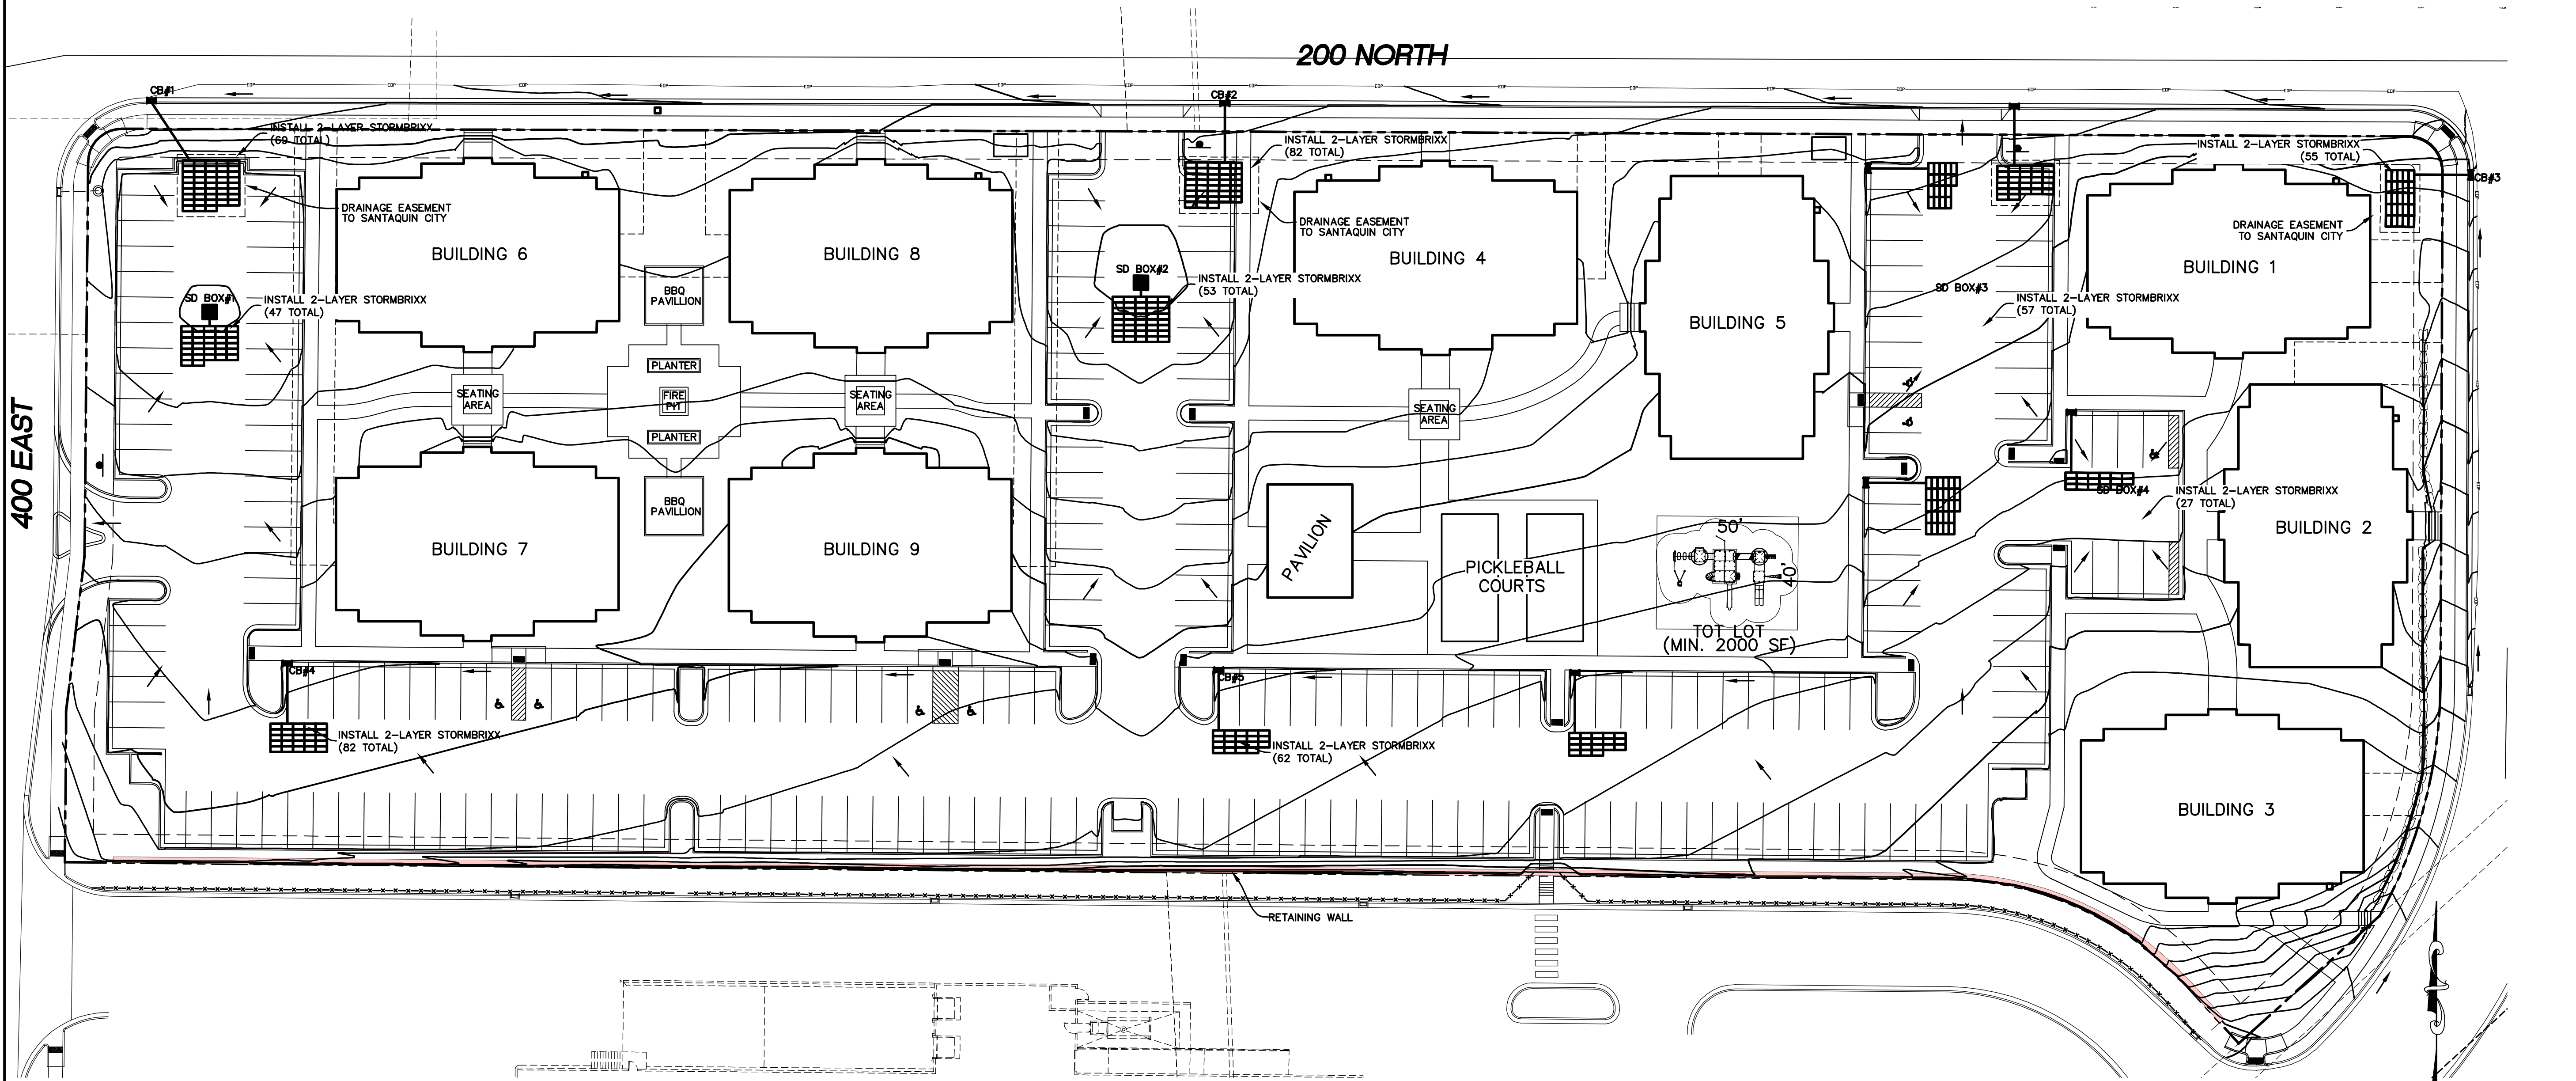 200 NORTH
CB#1
CB#2
INSTALL 2-LAYER STORMBRIXX
(69 TOTAL)
INSTALL 2-LAYER STORMBRIXX
(82 TOTAL)
INSTALL 2-LAYER STORMBRIXX
(55 TOTAL)
CB#3
DRAINAGE EASEMENT
TO SANTAQUIN CITY
DRAINAGE EASEMENT
TO SANTAQUIN CITY
DRAINAGE EASEMENT
TO SANTAQUIN CITY
BUILDING 6
BUILDING 8
BUILDING 4
BUILDING 1
SD BOX#1
INSTALL 2-LAYER STORMBRIXX
(47 TOTAL)
BBQ
PAVILLION
SD BOX#2
INSTALL 2-LAYER STORMBRIXX
(53 TOTAL)
BUILDING 5
SD BOX#3
INSTALL 2-LAYER STORMBRIXX
(57 TOTAL)
400 EAST
PLANTER
SEATING
AREA
FIRE
PIT
SEATING
AREA
SEATING
AREA
PLANTER
BBQ
PAVILLION
SD BOX#4
INSTALL 2-LAYER STORMBRIXX
(27 TOTAL)
BUILDING 2
BUILDING 7
BUILDING 9
PAVILION
PICKLEBALL
COURTS
50'
40'
TOT LOT
(MIN. 2000 SF)
CB#4
CB#5
INSTALL 2-LAYER STORMBRIXX
(82 TOTAL)
INSTALL 2-LAYER STORMBRIXX
(62 TOTAL)
BUILDING 3
RETAINING WALL